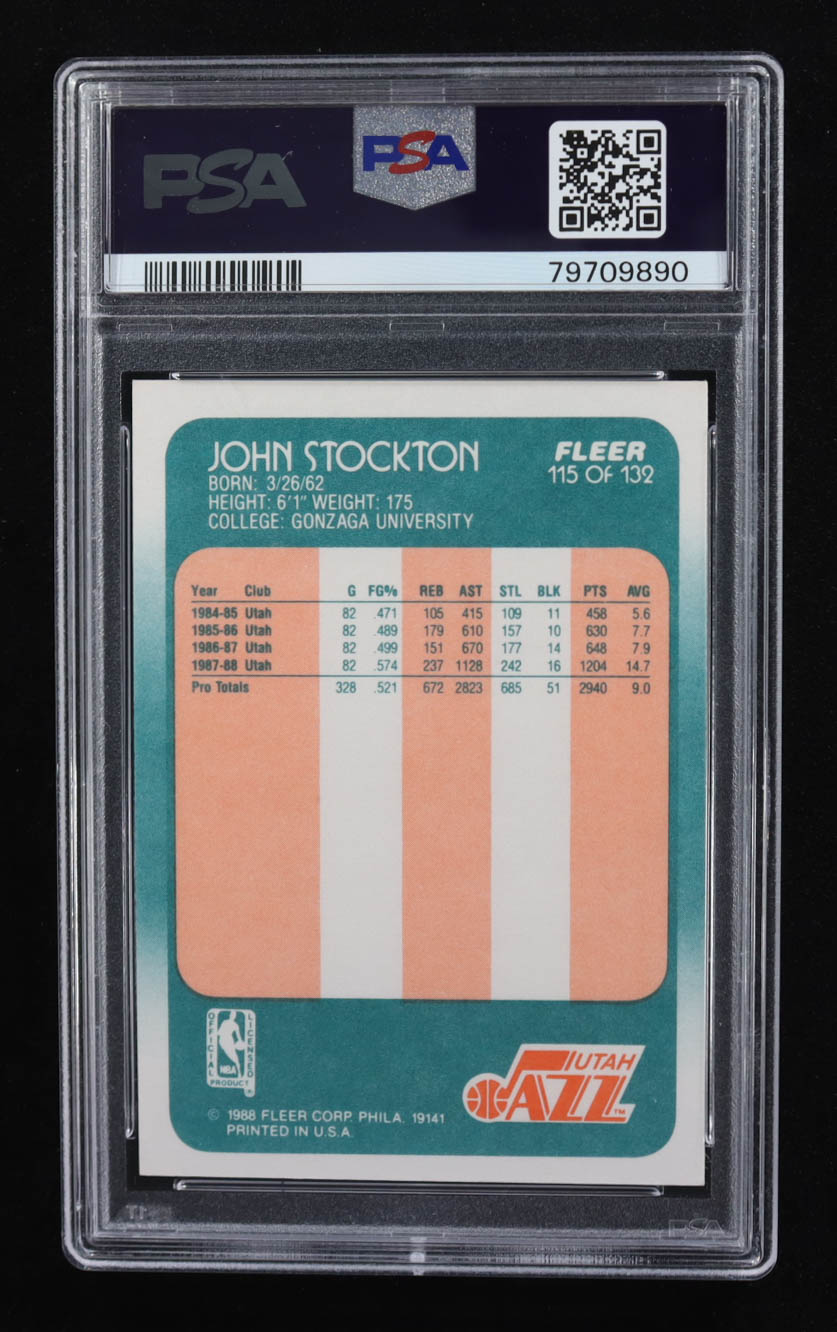 PSA PSA
79709890
JOHN STOCKTON
BORN: 3/26/62
HEIGHT: 6'1" WEIGHT: 175
COLLEGE: GONZAGA UNIVERSITY
FLEER
115 OF 132
Year Club G FG% REB AST STL BLK PTS AVG
1984-85 Utah 82 .471 105 415 109 11 458 5.6
1985-86 Utah 82 .489 179 610 157 10 630 7.7
1986-87 Utah 82 .499 151 670 177 14 648 7.9
1987-88 Utah 82 .574 237 1128 242 16 1204 14.7
Pro Totals 328 .521 672 2823 685 51 2940 9.0
OFFICIAL LICENSED
NBA
PRODUCT
© 1988 FLEER CORP. PHILA. 19141
PRINTED IN U.S.A.
UTAH
JAZZ
TM
PSA